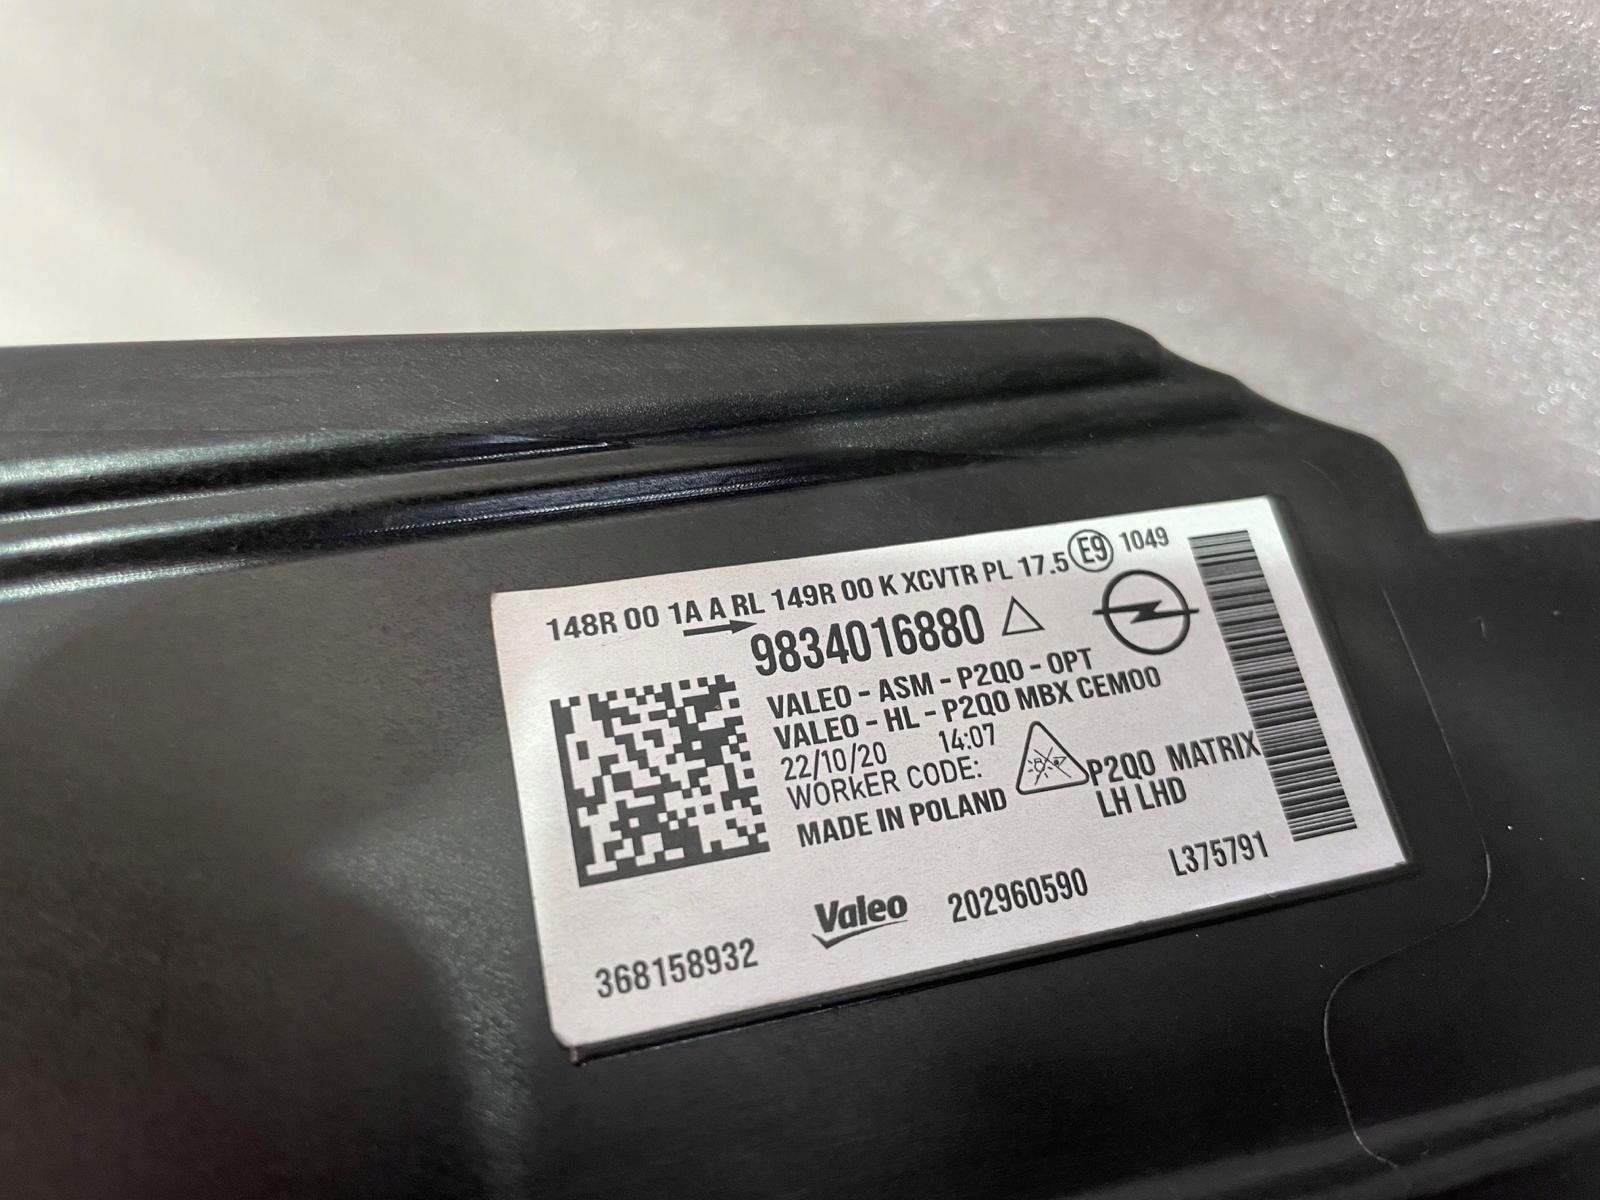 148R 00 1A A RL 149R 00 K XCVTR PL 17.5 E9 1049
9834016880
VALEO - ASM - P2Q0 - OPT
VALEO - HL - P2Q0 MBX CEM00
22/10/20 14:07
WORkER CODE:
MADE IN POLAND
P2Q0 MATRIX
LH LHD
L375791
Valeo
202960590
368158932